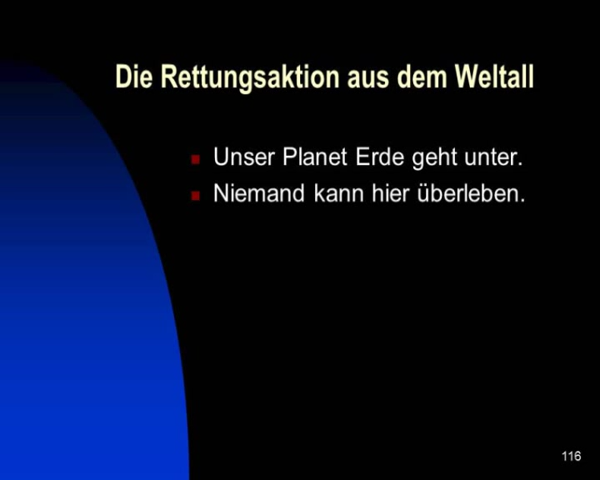 Die Rettungsaktion aus dem Weltall
Unser Planet Erde geht unter.
Niemand kann hier überleben.
116